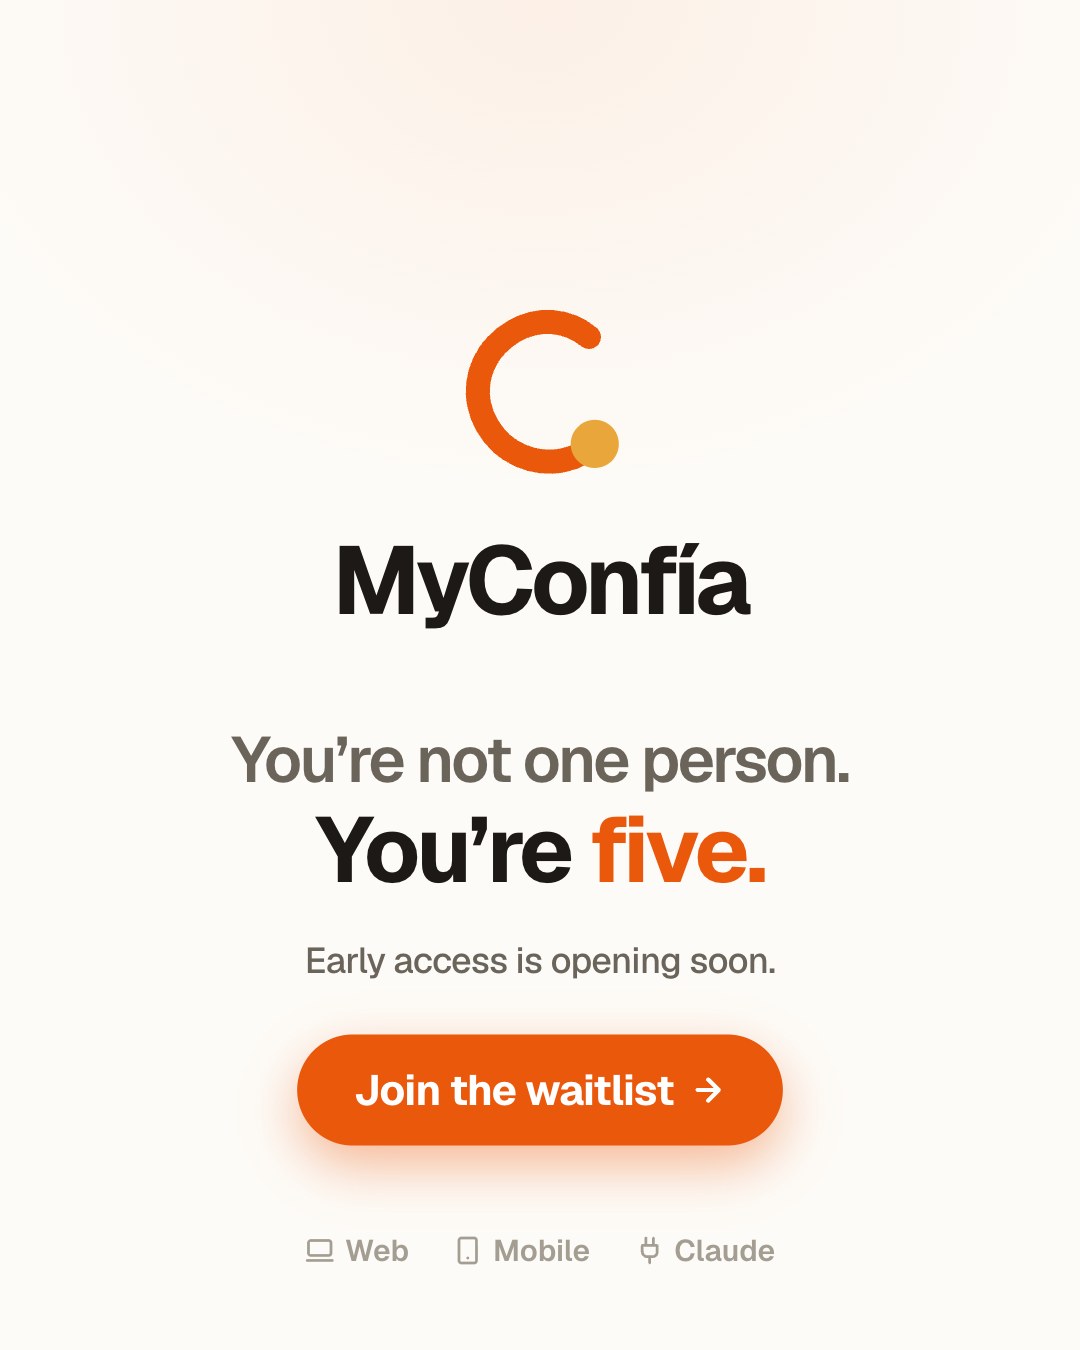 MyConfía
You’re not one person.
You’re five.
Early access is opening soon.
Join the waitlist →
Web Mobile Claude